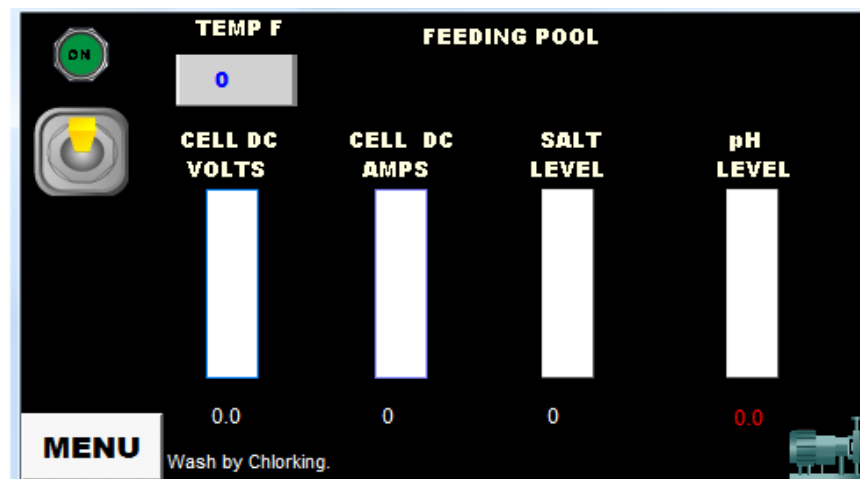 ON
TEMP F
FEEDING POOL
0
CELL DC
VOLTS
CELL DC
AMPS
SALT
LEVEL
pH
LEVEL
0.0
0
0
0.0
MENU
Wash by Chlorking.